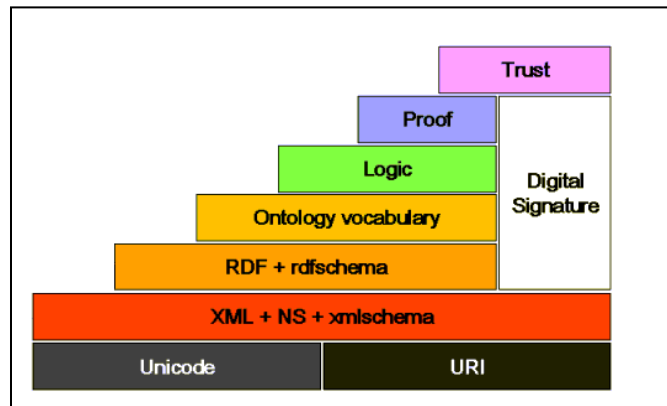 Trust
Proof
Logic
Digital
Signature
Ontology vocabulary
RDF + rdfschema
XML + NS + xmlschema
Unicode
URI